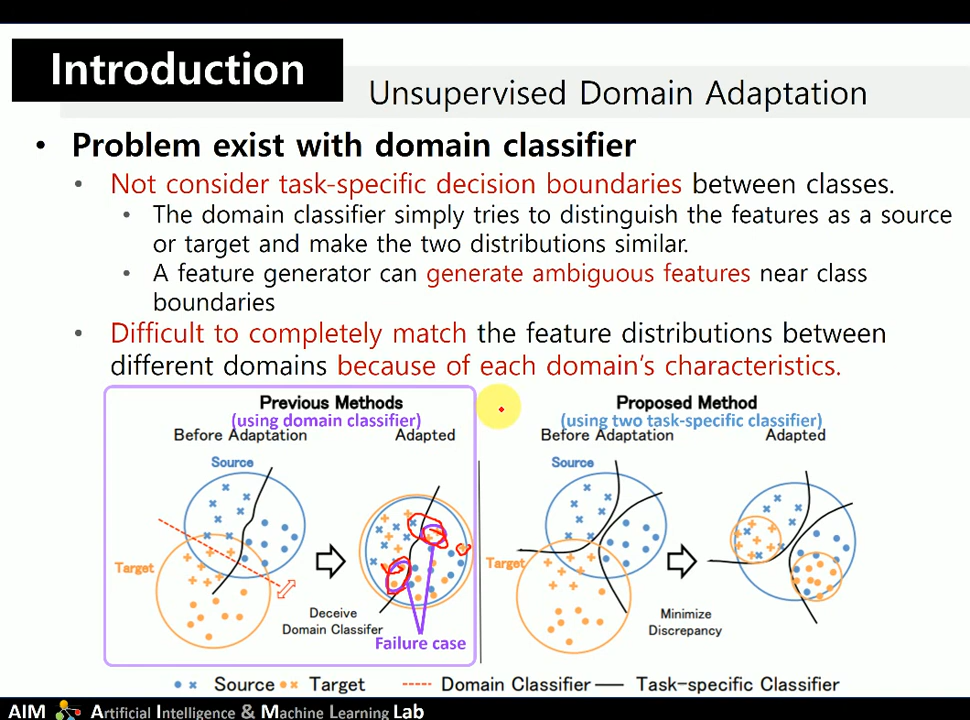 Introduction
Unsupervised Domain Adaptation
• Problem exist with domain classifier
• Not consider task-specific decision boundaries between classes.
• The domain classifier simply tries to distinguish the features as a source
or target and make the two distributions similar.
• A feature generator can generate ambiguous features near class
boundaries
• Difficult to completely match the feature distributions between
different domains because of each domain's characteristics.
Previous Methods
(using domain classifier)
Before Adaptation Adapted
Source
Target
Deceive
Domain Classifer
Failure case
Proposed Method
(using two task-specific classifier)
Before Adaptation Adapted
Source
Target
Minimize
Discrepancy
Source Target Domain Classifier Task-specific Classifier
AIM Artificial Intelligence & Machine Learning Lab